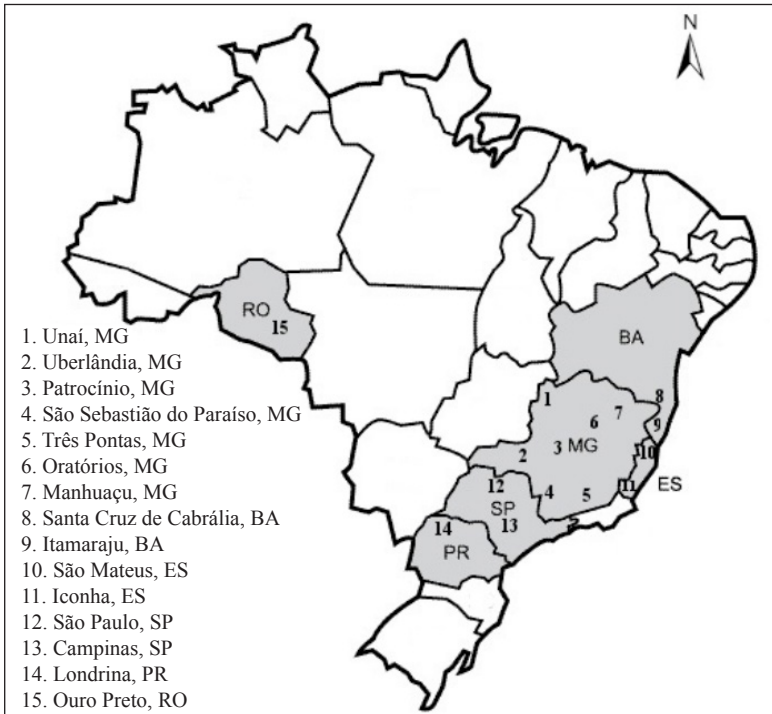 N
RO
15
BA
1
8
7
6
9
3
MG
2
10
12
4
5
11
ES
SP
14
13
PR
1. Unaí, MG
2. Uberlândia, MG
3. Patrocínio, MG
4. São Sebastião do Paraíso, MG
5. Três Pontas, MG
6. Oratórios, MG
7. Manhuaçu, MG
8. Santa Cruz de Cabrália, BA
9. Itamaraju, BA
10. São Mateus, ES
11. Iconha, ES
12. São Paulo, SP
13. Campinas, SP
14. Londrina, PR
15. Ouro Preto, RO